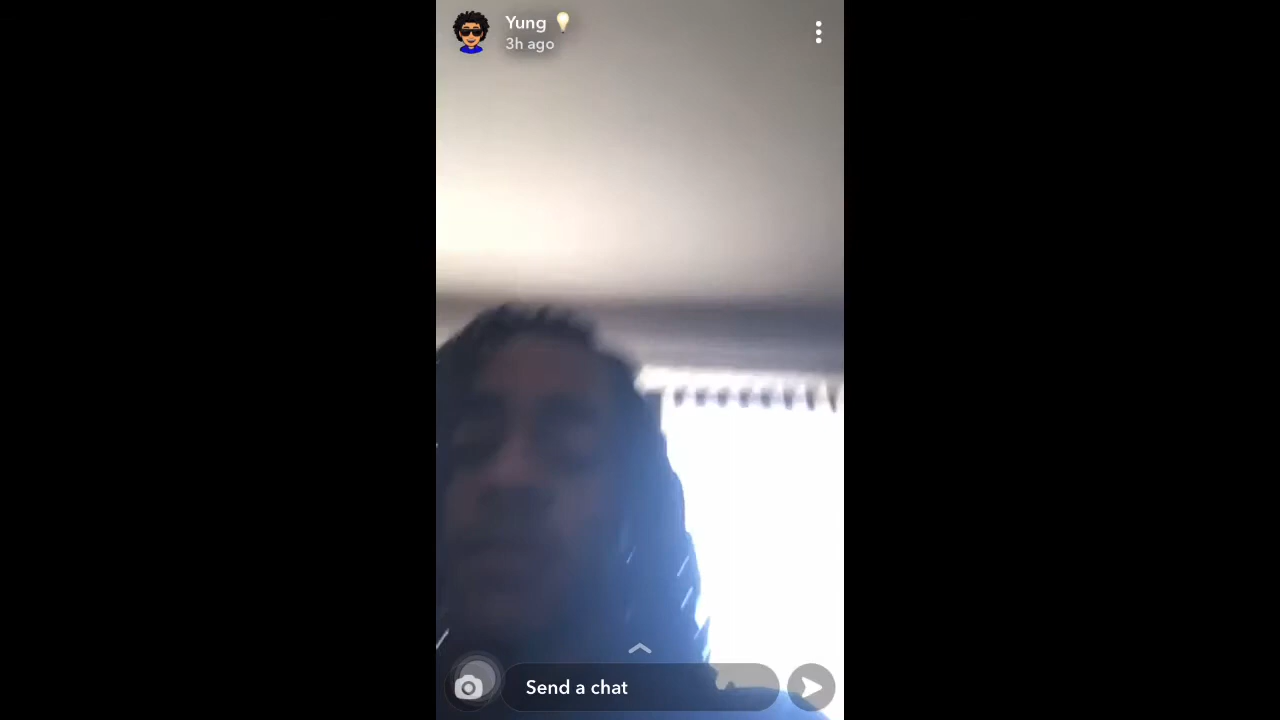 Yung 💡
3h ago
Send a chat